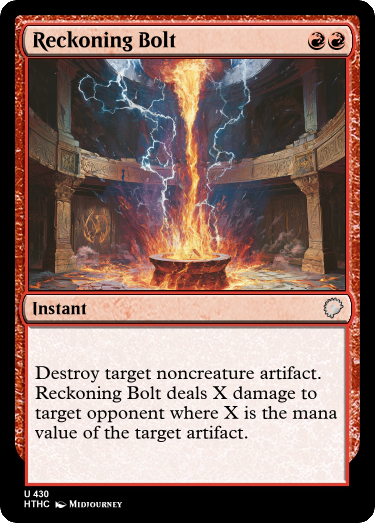 Reckoning Bolt
Instant
Destroy target noncreature artifact.
Reckoning Bolt deals X damage to
target opponent where X is the mana
value of the target artifact.
U 430
HTHC Midjourney